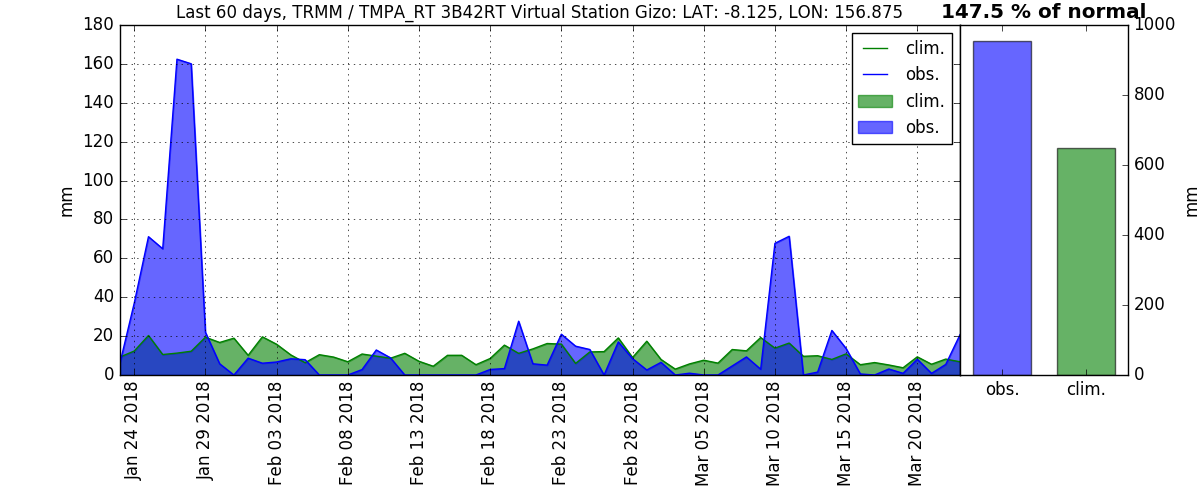 Last 60 days, TRMM / TMPA_RT 3B42RT Virtual Station Gizo: LAT: -8.125, LON: 156.875
147.5 % of normal
180
160
140
120
100
80
60
40
20
0
mm
clim.
obs.
clim.
obs.
Jan 24 2018
Jan 29 2018
Feb 03 2018
Feb 08 2018
Feb 13 2018
Feb 18 2018
Feb 23 2018
Feb 28 2018
Mar 05 2018
Mar 10 2018
Mar 15 2018
Mar 20 2018
1000
800
600
400
200
0
mm
obs.
clim.